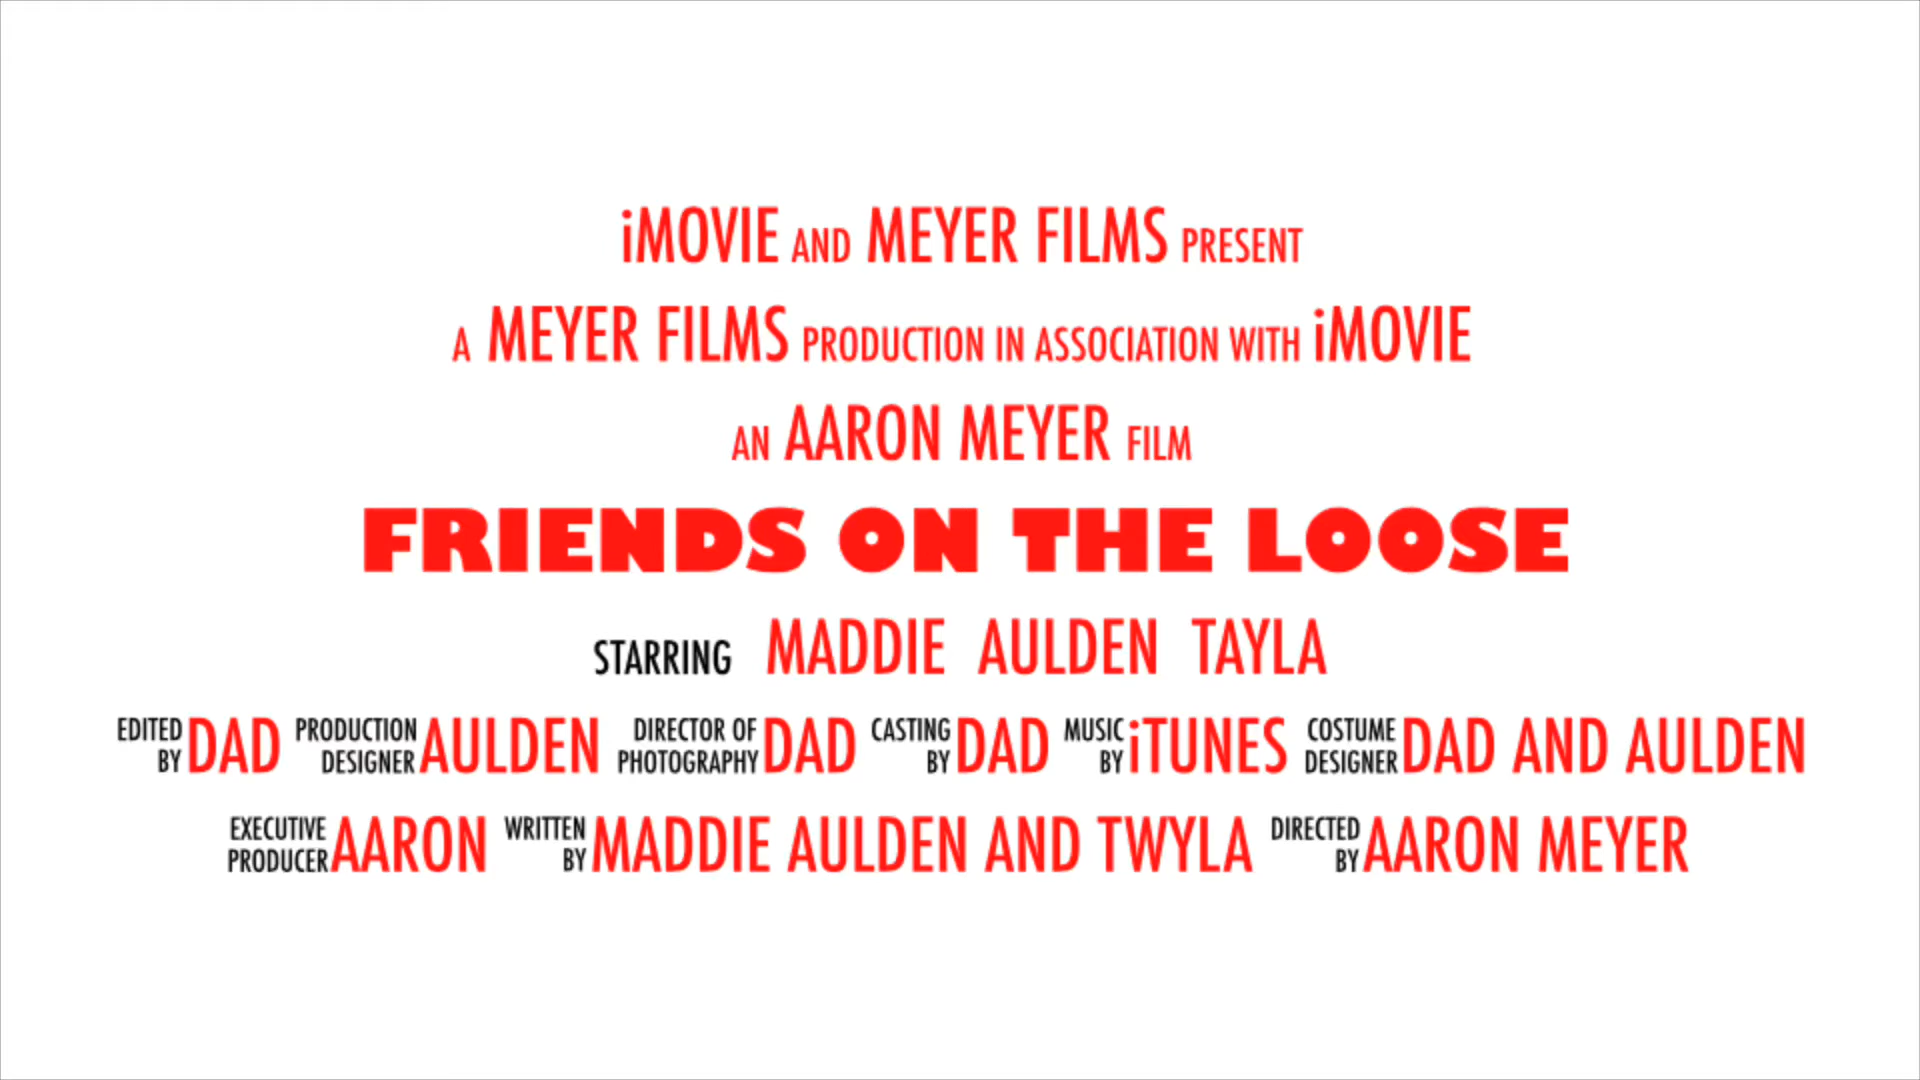 iMOVIE AND MEYER FILMS PRESENT
A MEYER FILMS PRODUCTION IN ASSOCIATION WITH iMOVIE
AN AARON MEYER FILM
FRIENDS ON THE LOOSE
STARRING MADDIE AULDEN TAYLA
EDITED BY DAD PRODUCTION DESIGNER AULDEN DIRECTOR OF PHOTOGRAPHY DAD CASTING BY DAD MUSIC BY iTUNES COSTUME DESIGNER DAD AND AULDEN
EXECUTIVE PRODUCER AARON WRITTEN BY MADDIE AULDEN AND TWYLA DIRECTED BY AARON MEYER